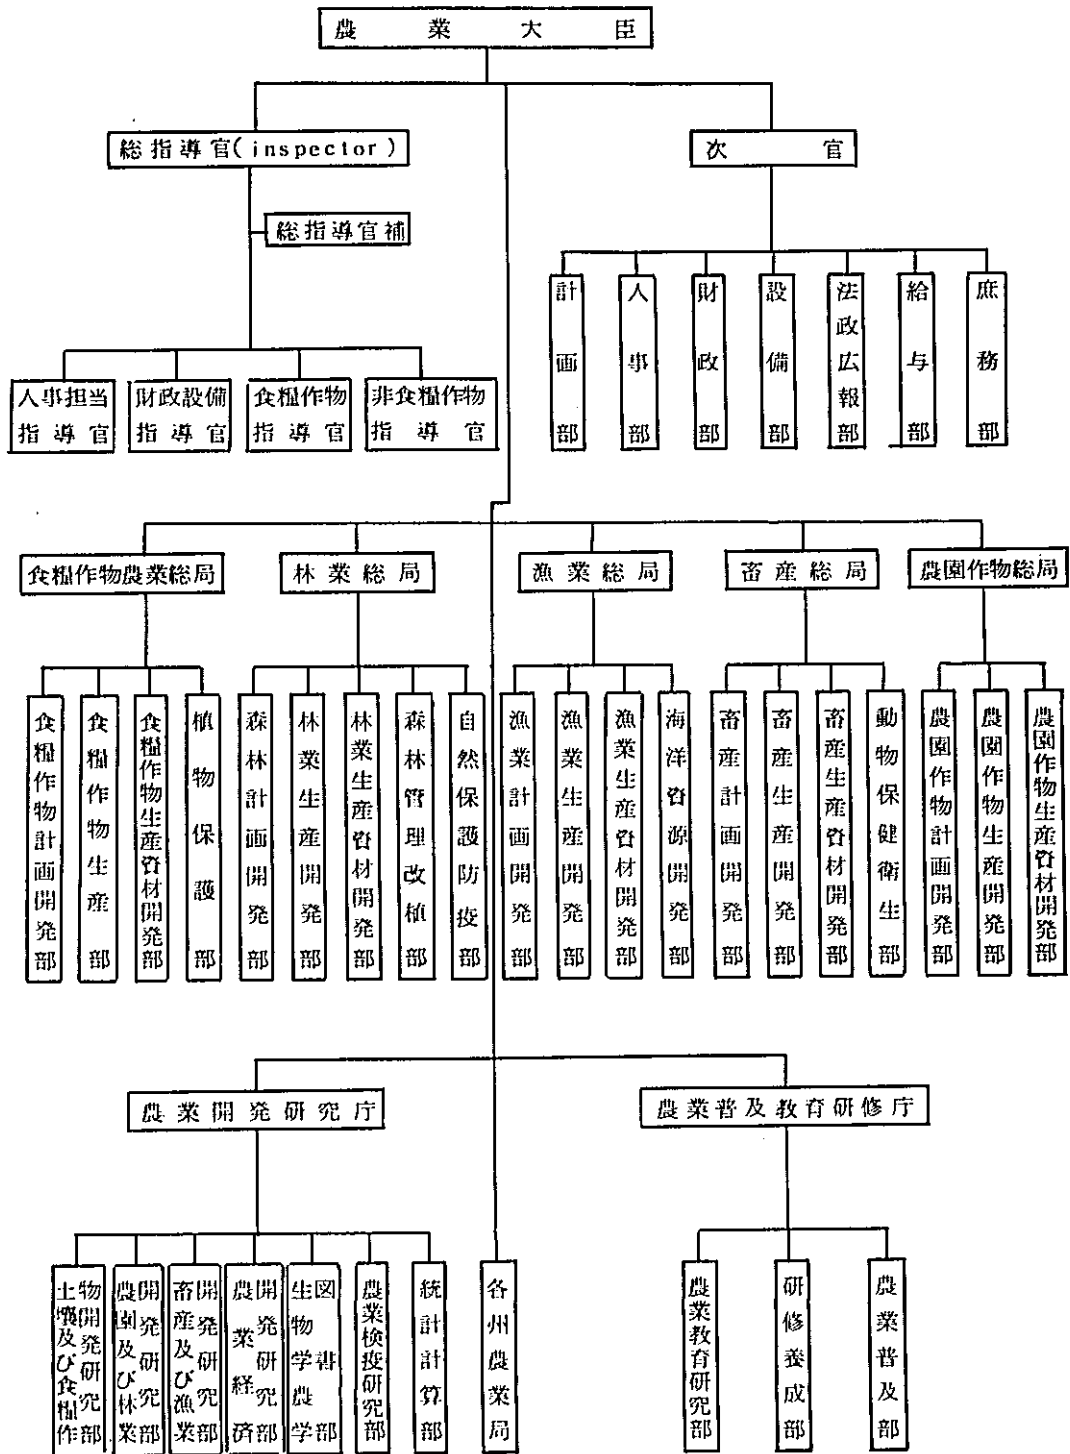 農業大臣
総指導官(inspector)
次官
総指導官補
計画部
人事部
財政部
設備部
法政広報部
給与部
庶務部
人事担当
指導官
財政設備
指導官
食糧作物
指導官
非食糧作物
指導官
食糧作物農業総局
林業総局
漁業総局
畜産総局
農園作物総局
食糧作物計画開発部
食糧作物生産部
食糧作物生産資材開発部
植物保護部
森林計画開発部
林業生産開発部
林業生産資材開発部
森林管理改植部
自然保護防疫部
漁業計画開発部
漁業生産開発部
漁業生産資材開発部
海洋資源開発部
畜産計画開発部
畜産生産開発部
畜産生産資材開発部
動物保健衛生部
農園作物計画開発部
農園作物生産開発部
農園作物生産資材開発部
農業開発研究庁
農業普及教育研修庁
土壌及び食糧作
物開発研究部
農園及び林業
開発研究部
畜産及び漁業
開発研究部
農業経済
開発研究部
生物学農学
図書部
農業検疫研究部
統計計算部
各州農業局
農業教育研究部
研修養成部
農業普及部